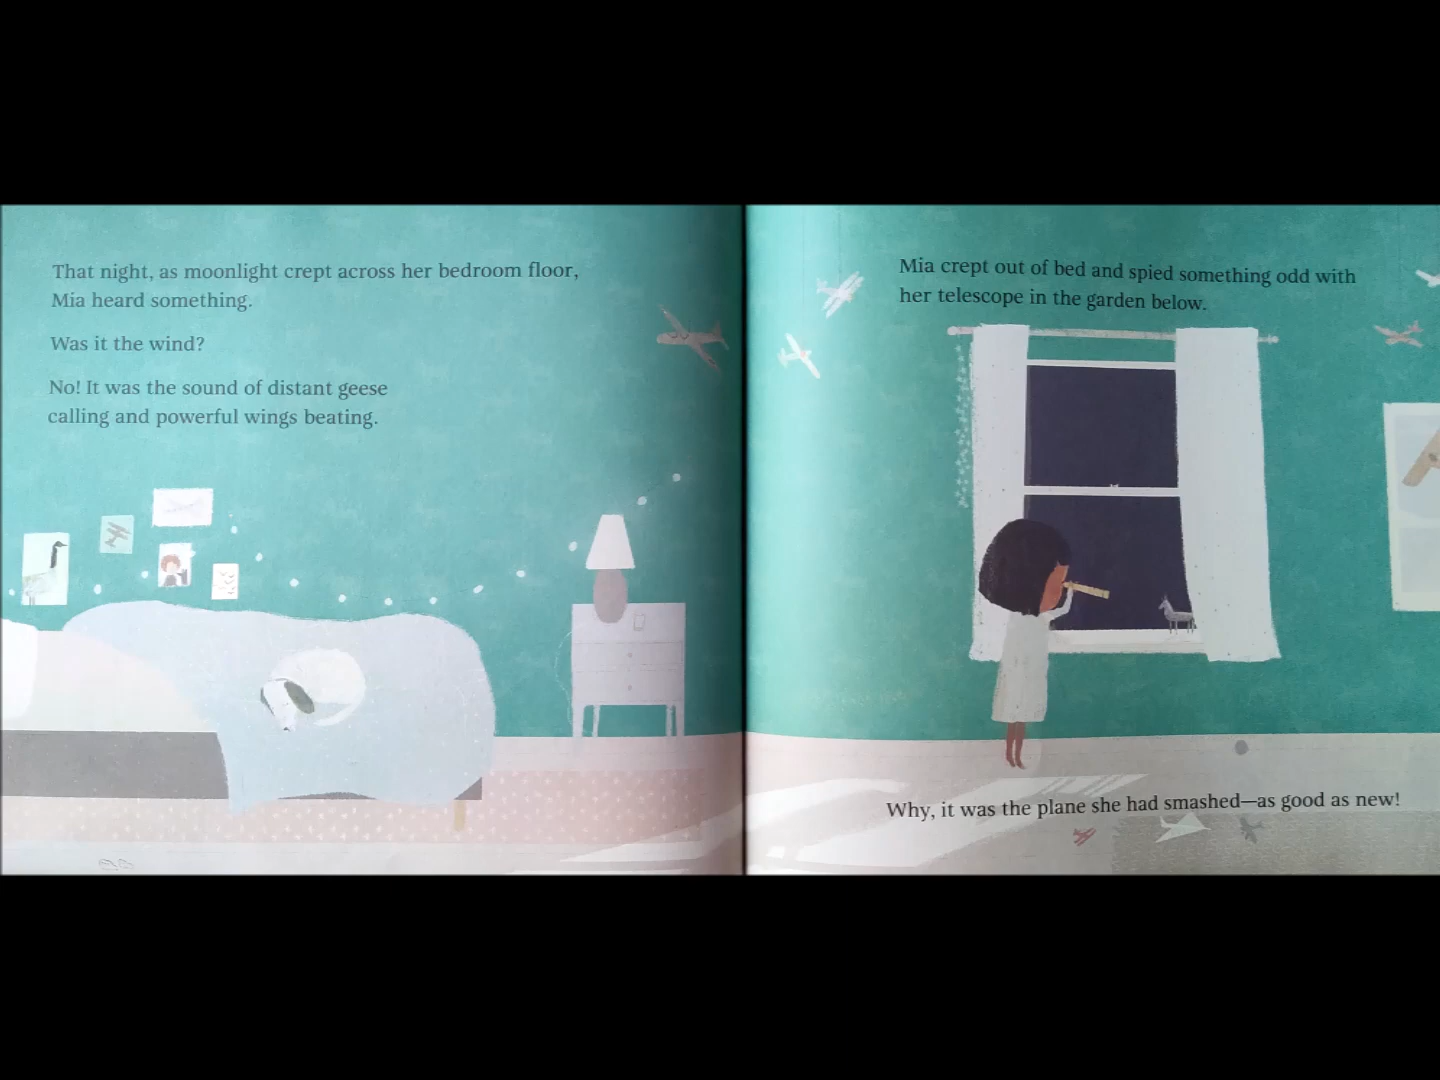 That night, as moonlight crept across her bedroom floor,
Mia heard something.
Was it the wind?
No! It was the sound of distant geese
calling and powerful wings beating.
Mia crept out of bed and spied something odd with
her telescope in the garden below.
Why, it was the plane she had smashed—as good as new!